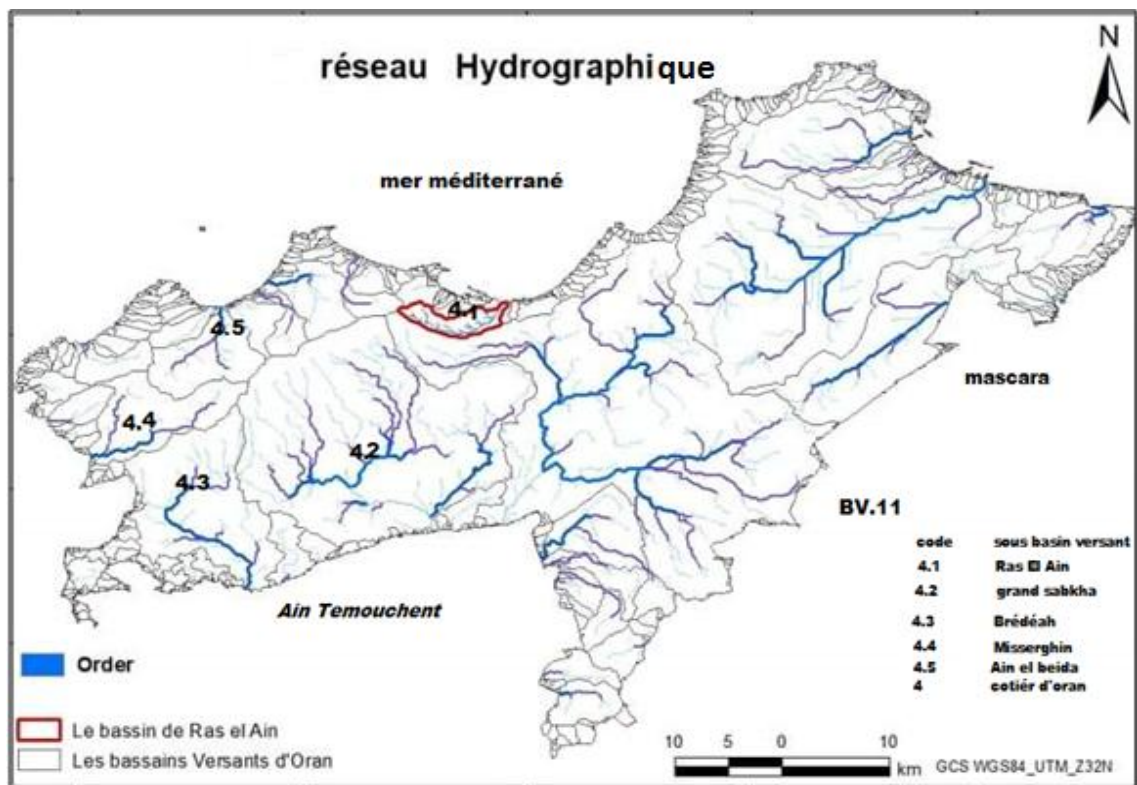 réseau Hydrographique
N
mer méditerrané
4.1
4.5
mascara
4.4
4.2
4.3
BV.11
code sous basin versant
4.1 Ras El Ain
4.2 grand sabkha
4.3 Brédéah
4.4 Misserghin
4.5 Ain el beida
4 cotiér d'oran
Ain Temouchent
Order
Le bassin de Ras el Ain
Les bassains Versants d'Oran
10 5 0 10
km GCS WGS84_UTM_Z32N